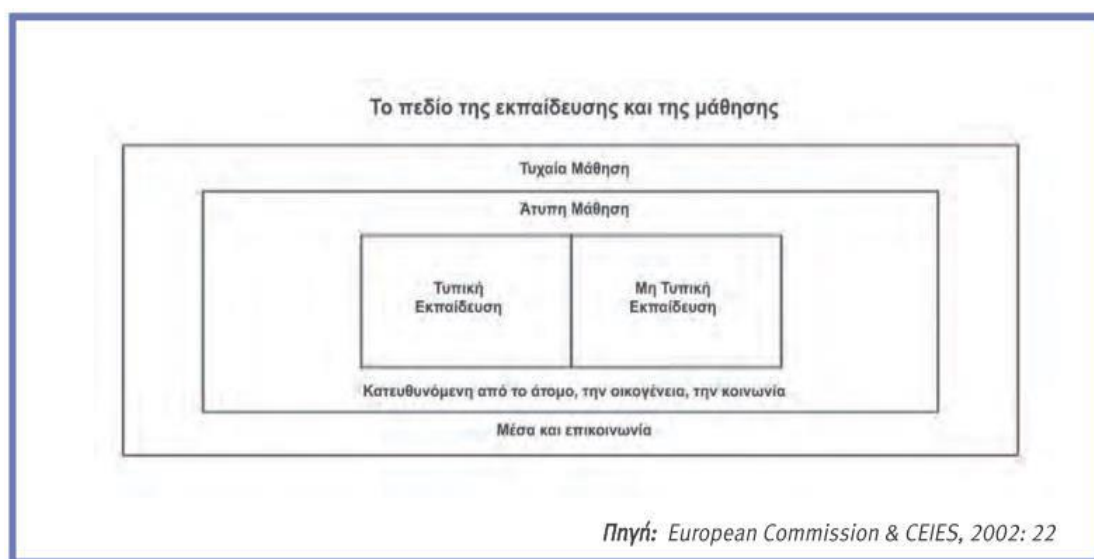 Το πεδίο της εκπαίδευσης και της μάθησης
Τυχαία Μάθηση
Άτυπη Μάθηση
Τυπική
Εκπαίδευση
Μη Τυπική
Εκπαίδευση
Κατευθυνόμενη από το άτομο, την οικογένεια, την κοινωνία
Μέσα και επικοινωνία
Πηγή: European Commission & CEIES, 2002: 22